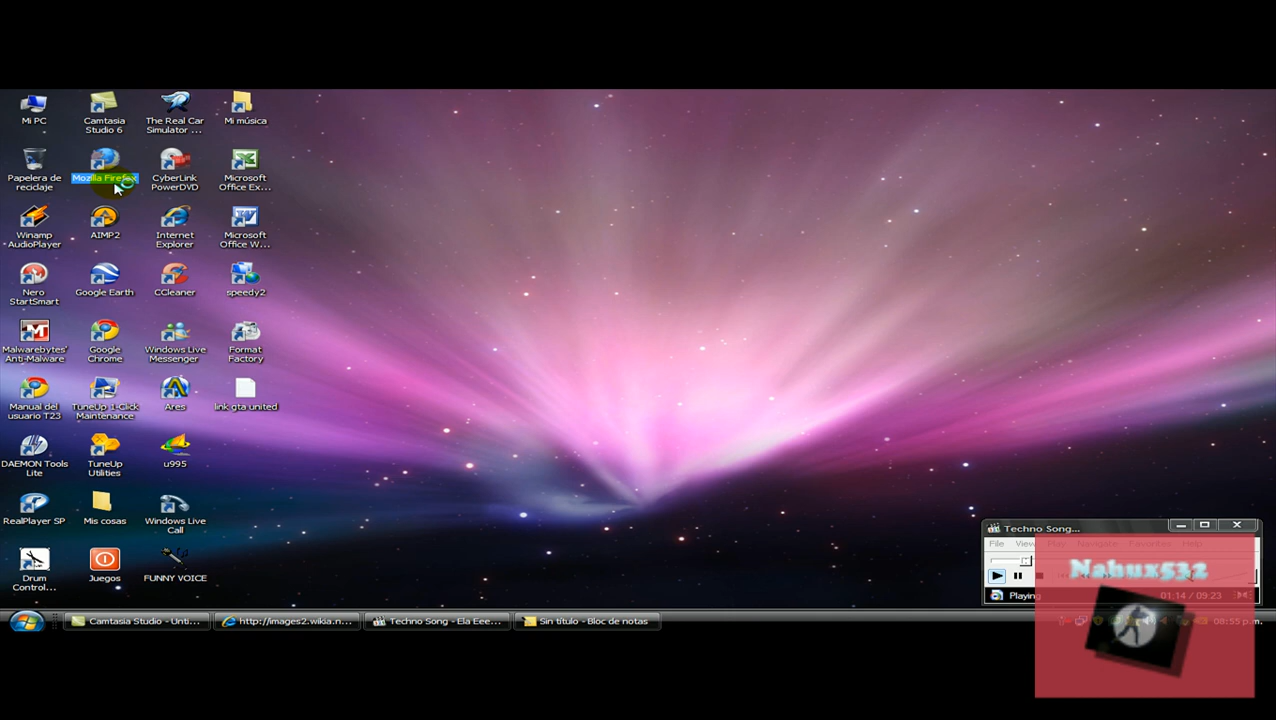 Mi PC
Camtasia
Studio 6
The Real Car
Simulator ...
Mi música
Papelera de
reciclaje
Mozilla Firefox
CyberLink
PowerDVD
Microsoft
Office Ex...
Winamp
AudioPlayer
AIMP2
Internet
Explorer
Microsoft
Office W...
Nero
StartSmart
Google Earth
CCleaner
speedy2
Malwarebytes'
Anti-Malware
Google
Chrome
Windows Live
Messenger
Format
Factory
Manual del
usuario T23
TuneUp 1-Click
Maintenance
Ares
link gta united
DAEMON Tools
Lite
TuneUp
Utilities
u995
RealPlayer SP
Mis cosas
Windows Live
Call
Drum
Control...
Juegos
FUNNY VOICE
Techno Song...
File View Play Navigate Favorites Help
Nabux532
Playing 01:14 / 09:23
Camtasia Studio - Unti... http://images2.wikia.n... Techno Song - Ela Eee... Sin título - Bloc de notas 08:55 p.m.